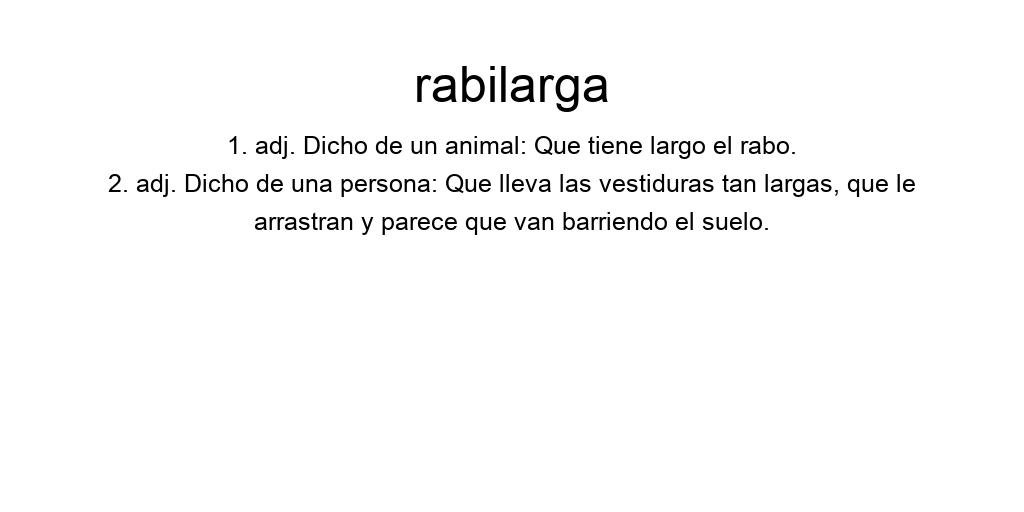 rabilarga
1. adj. Dicho de un animal: Que tiene largo el rabo.
2. adj. Dicho de una persona: Que lleva las vestiduras tan largas, que le
arrastran y parece que van barriendo el suelo.